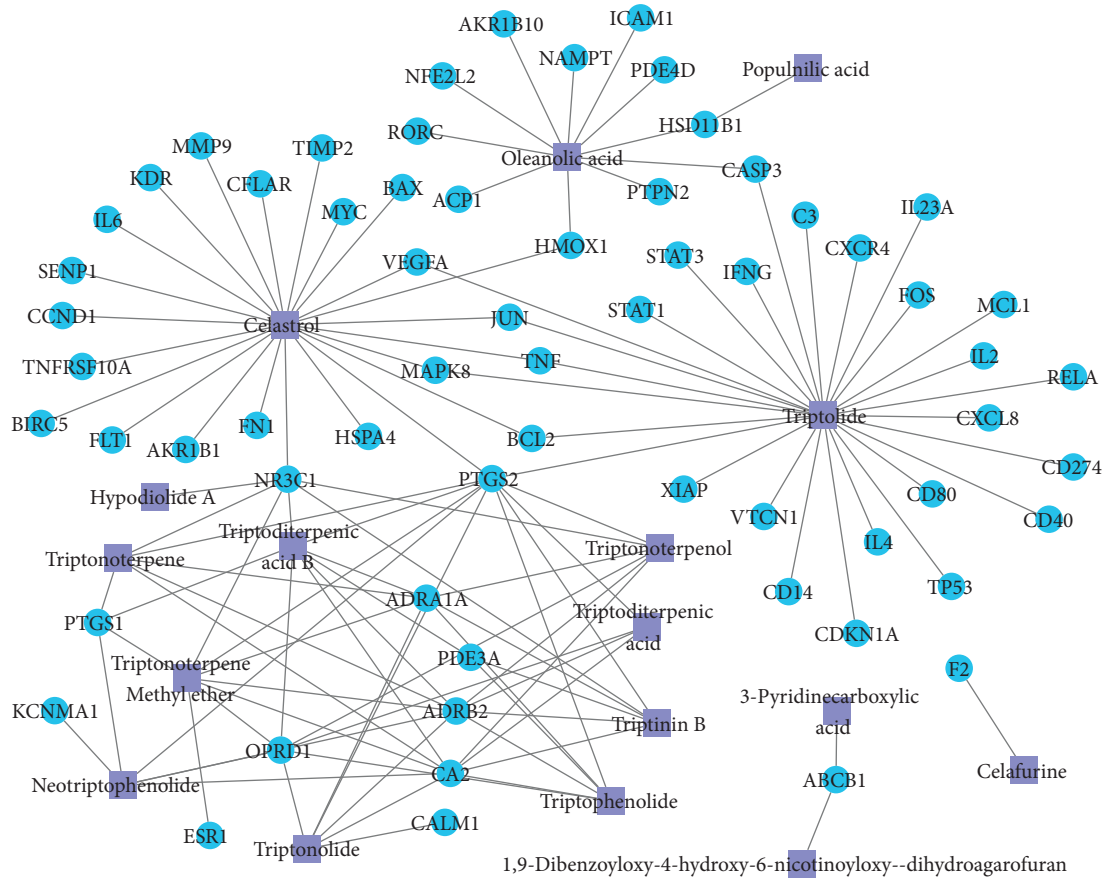 AKR1B10
ICAM1
NAMPT
NFE2L2
PDE4D
Populnilic acid
RORC
HSD11B1
MMP9
TIMP2
Oleanolic acid
CASP3
KDR
CFLAR
BAX
ACP1
PTPN2
IL6
MYC
C3
IL23A
HMOX1
CXCR4
SENP1
VEGFA
STAT3
IFNG
FOS
MCL1
CCND1
Celastrol
JUN
STAT1
TNFRSF10A
MAPK8
TNF
IL2
RELA
BIRC5
FLT1
FN1
HSPA4
BCL2
Triptolide
CXCL8
AKR1B1
CD274
NR3C1
PTGS2
XIAP
CD80
Hypodiolide A
VTCN1
CD40
Triptoditerpenic
acid B
Triptonoterpene
Triptonoterpenol
IL4
PTGS1
ADRA1A
CD14
TP53
Triptoditerpenic
acid
CDKN1A
Triptonoterpene
Methyl ether
PDE3A
F2
KCNMA1
ADRB2
Triptinin B
3-Pyridinecarboxylic
acid
OPRD1
Neotriptophenolide
CA2
ABCB1
Celafurine
Triptophenolide
ESR1
CALM1
Triptonolide
1,9-Dibenzoyloxy-4-hydroxy-6-nicotinoyloxy--dihydroagarofuran